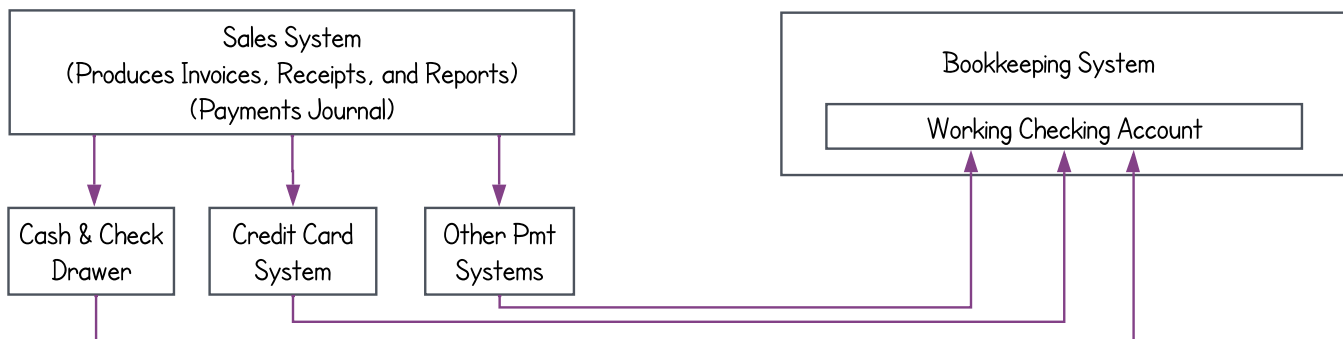 Sales System
(Produces Invoices, Receipts, and Reports)
(Payments Journal)
Bookkeeping System
Working Checking Account
Cash & Check
Drawer
Credit Card
System
Other Pmt
Systems